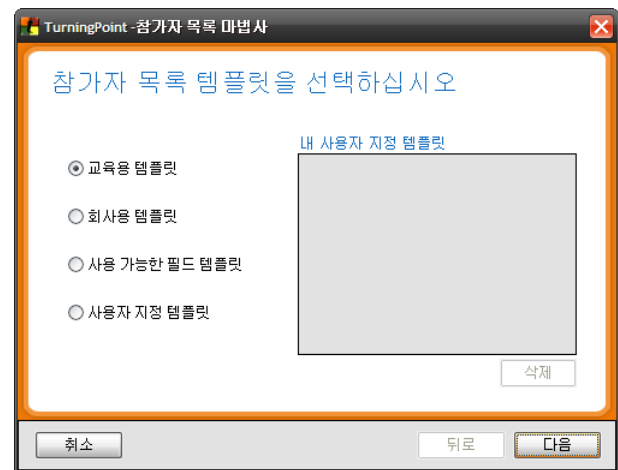 TurningPoint -참가자 목록 마법사
참가자 목록 템플릿을 선택하십시오
내 사용자 지정 템플릿
교육용 템플릿
회사용 템플릿
사용 가능한 필드 템플릿
사용자 지정 템플릿
삭제
취소
뒤로
다음